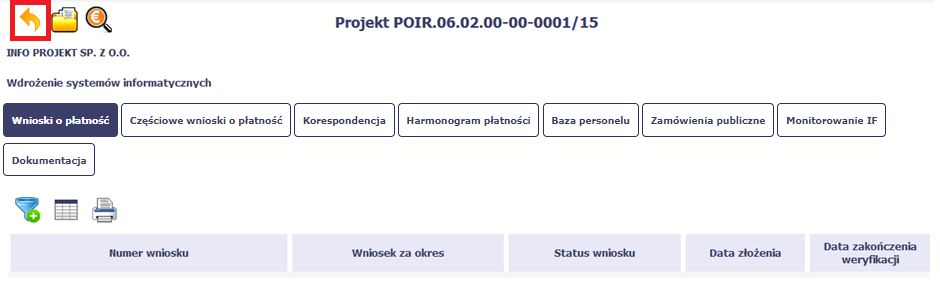 Projekt POIR.06.02.00-00-0001/15
INFO PROJEKT SP. Z O.O.
Wdrożenie systemów informatycznych
Wnioski o płatność
Częściowe wnioski o płatność
Korespondencja
Harmonogram płatności
Baza personelu
Zamówienia publiczne
Monitorowanie IF
Dokumentacja
Numer wniosku
Wniosek za okres
Status wniosku
Data złożenia
Data zakończenia
weryfikacji